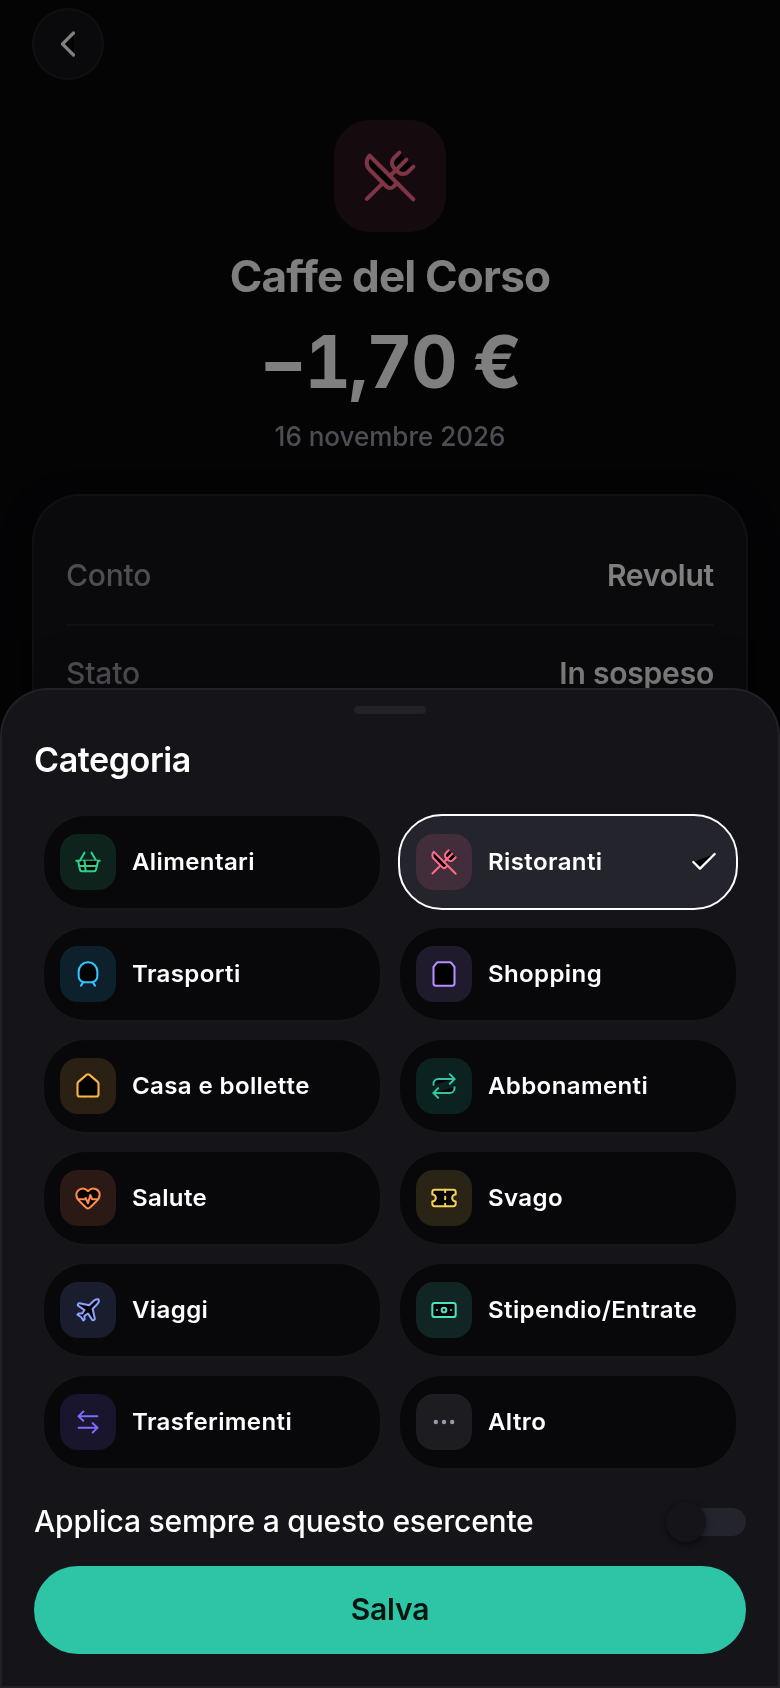 Caffe del Corso
−1,70 €
16 novembre 2026
Conto Revolut
Stato In sospeso
Categoria
Alimentari Ristoranti
Trasporti Shopping
Casa e bollette Abbonamenti
Salute Svago
Viaggi Stipendio/Entrate
Trasferimenti Altro
Applica sempre a questo esercente
Salva